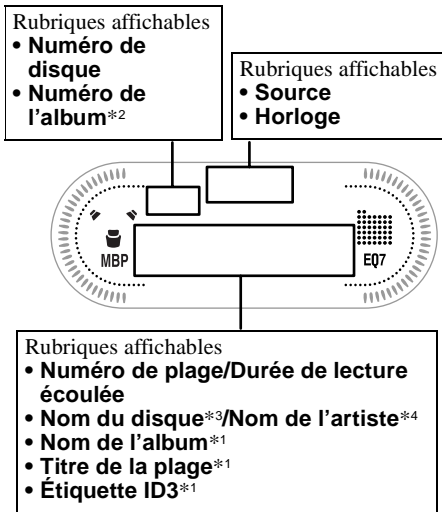 Rubriques affichables
• Numéro de
disque
• Numéro de
l'album*2
Rubriques affichables
• Source
• Horloge
MBP
EQ7
Rubriques affichables
• Numéro de plage/Durée de lecture
écoulée
• Nom du disque*3/Nom de l'artiste*4
• Nom de l'album*1
• Titre de la plage*1
• Étiquette ID3*1